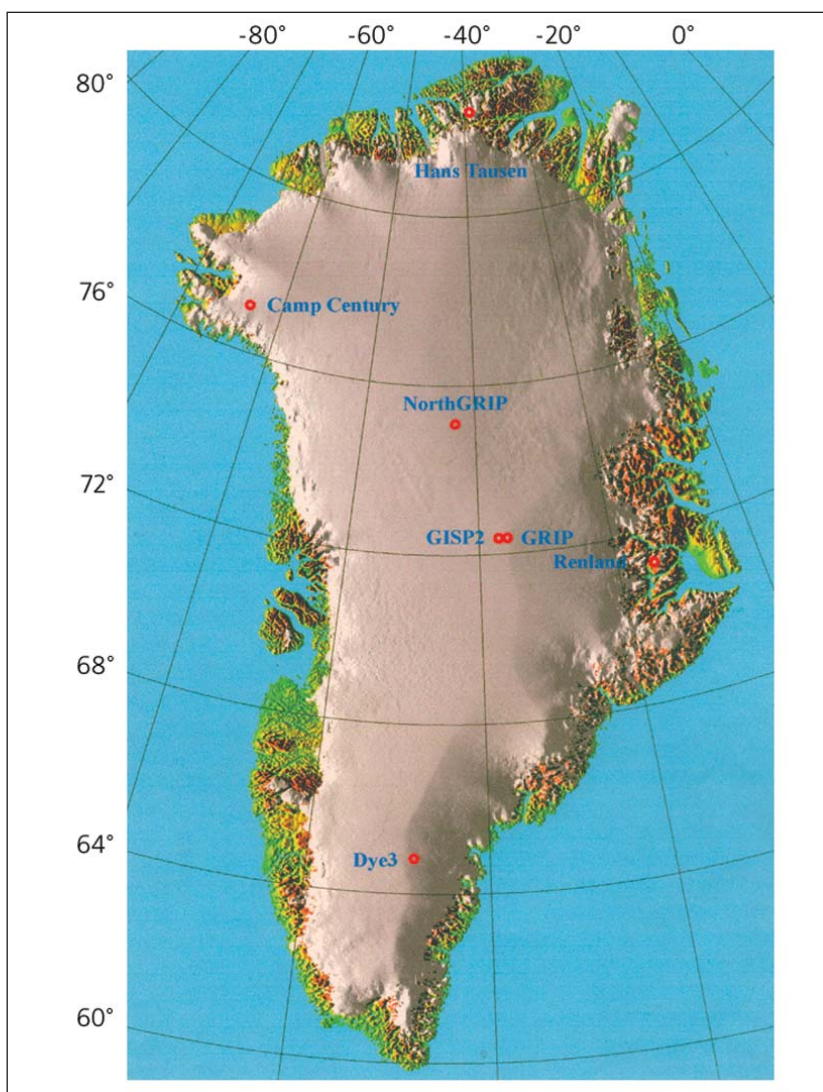 -80° -60° -40° -20° 0°
80°
Hans Tausen
76°
Camp Century
NorthGRIP
72°
GISP2 GRIP
Renland
68°
64°
Dye3
60°